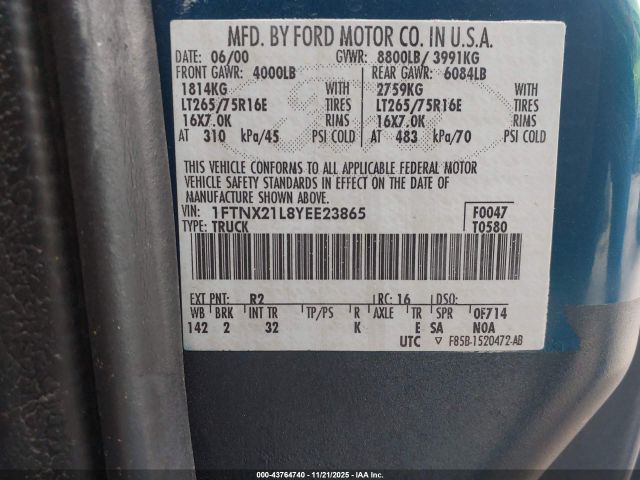 MFD. BY FORD MOTOR CO. IN U.S.A.
DATE: 06/00 GVWR: 8800LB/ 3991KG
FRONT GAWR: 4000LB REAR GAWR: 6084LB
1814KG WITH 2759KG WITH
LT265/75R16E TIRES LT265/75R16E TIRES
16X7.0K RIMS 16X7.0K RIMS
AT 310 kPa/45 PSI COLD AT 483 kPa/70 PSI COLD
THIS VEHICLE CONFORMS TO ALL APPLICABLE FEDERAL MOTOR
VEHICLE SAFETY STANDARDS IN EFFECT ON THE DATE OF
MANUFACTURE SHOWN ABOVE.
VIN: 1FTNX21L8YEE23865 F0047
TYPE: TRUCK T0580
EXT PNT: R2 RC: 16 DSO:
WB BRK INT TR TP/PS R AXLE TR SPR 0F714
142 2 32 K E SA N0A
UTC ▽ F85B-1520472-AB
000-43764740 - 11/21/2025 - IAAI.com